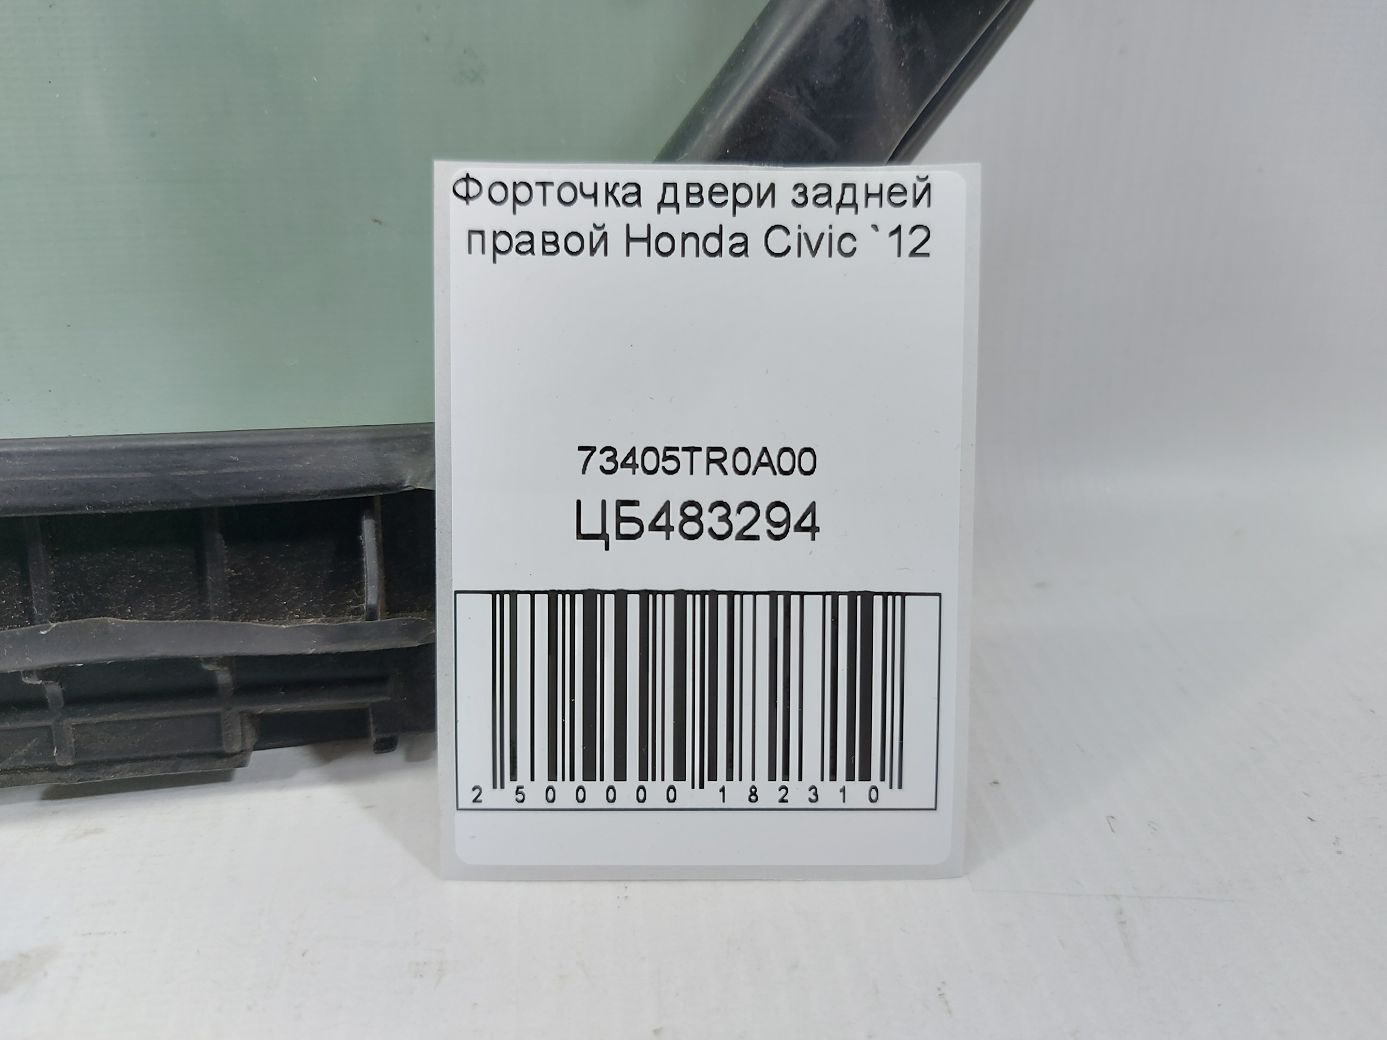 Форточка двери задней
правой Honda Civic `12
73405TR0A00
ЦБ483294
2 500000 182310